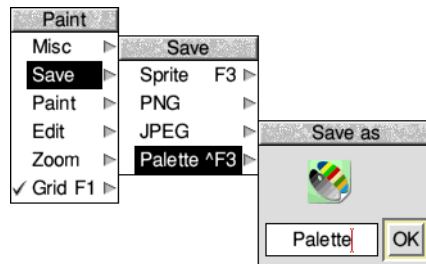 Paint
Misc
Save
Paint
Edit
Zoom
✓ Grid F1
Save
Sprite F3
PNG
JPEG
Palette ^F3
Save as
Palette
OK